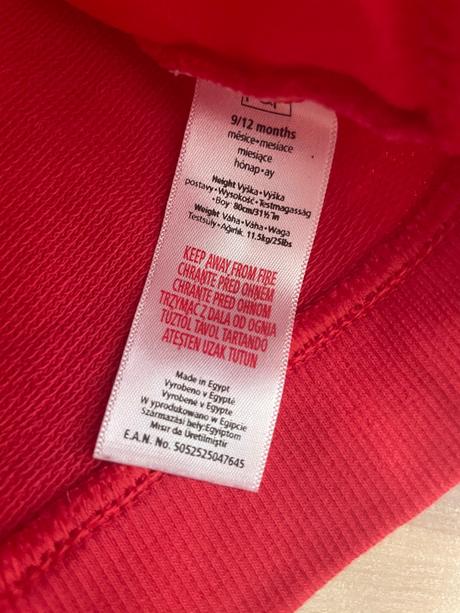 F&F
9/12 months
měsíce•mesiace
miesiące
hónap•ay
Height Výška•Výška
postavy•Wysokość•Testmagasság
•Boy: 80cm/31½"in
Weight Váha•Váha•Waga
Testsúly•Ağırlık: 11.5kg/25lbs
KEEP AWAY FROM FIRE
CHRAŇTE PŘED OHNĚM
CHRÁŇTE PRED OHŇOM
TRZYMAĆ Z DALA OD OGNIA
TŰZTŐL TÁVOL TARTANDÓ
ATEŞTEN UZAK TUTUN
Made in Egypt
Vyrobeno v Egyptě
Vyrobené v Egypte
W yprodukowano w Egipcie
Származási hely:Egyiptom
Mısır da Üretilmiştir
E.A.N. No. 5052525047645